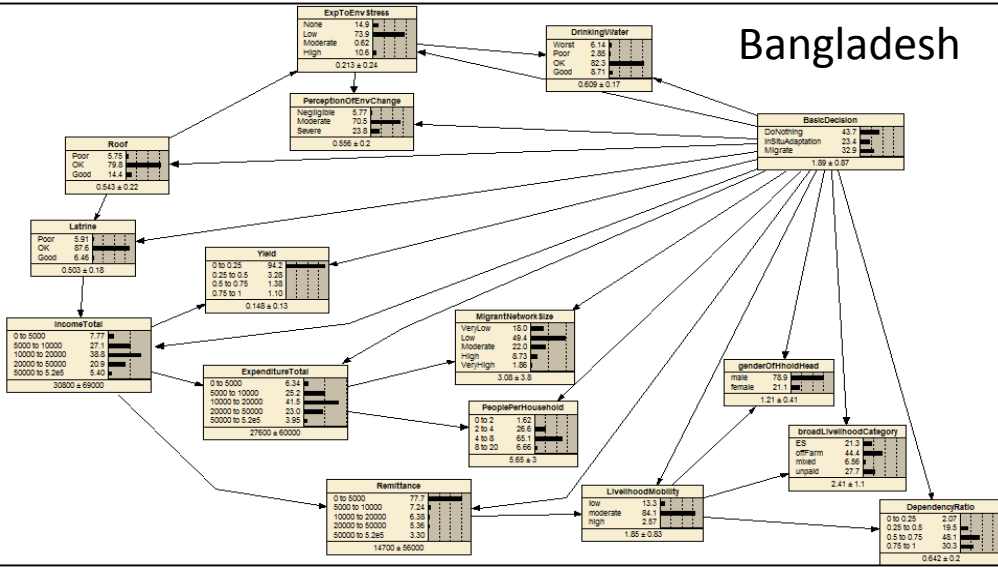 Bangladesh
ExpToEnvStress
None 14.9
Low 73.9
Moderate 0.62
High 10.6
0.213 ± 0.24
DrinkingWater
Worst 6.14
Poor 2.85
OK 82.3
Good 8.71
0.609 ± 0.17
PerceptionOfEnvChange
Negligible 5.77
Moderate 70.5
Severe 23.8
0.556 ± 0.2
BasicDecision
DoNothing 43.7
InSituAdaptation 23.4
Migrate 32.9
1.89 ± 0.87
Roof
Poor 5.75
OK 79.8
Good 14.4
0.543 ± 0.22
Latrine
Poor 5.91
OK 87.6
Good 6.46
0.503 ± 0.18
Yield
0 to 0.25 94.2
0.25 to 0.5 3.28
0.5 to 0.75 1.38
0.75 to 1 1.10
0.148 ± 0.13
IncomeTotal
0 to 5000 7.77
5000 to 10000 27.1
10000 to 20000 38.8
20000 to 50000 20.9
50000 to 5.2e5 5.40
30800 ± 69000
MigrantNetworkSize
VeryLow 18.0
Low 49.4
Moderate 22.0
High 8.73
VeryHigh 1.86
3.08 ± 3.8
ExpenditureTotal
0 to 5000 6.34
5000 to 10000 25.2
10000 to 20000 41.5
20000 to 50000 23.0
50000 to 5.2e5 3.95
27600 ± 60000
genderOfHholdHead
male 78.9
female 21.1
1.21 ± 0.41
PeoplePerHousehold
0 to 2 1.62
2 to 4 26.6
4 to 8 65.1
8 to 20 6.66
5.65 ± 3
broadLivelihoodCategory
ES 21.3
offFarm 44.4
mixed 6.56
unpaid 27.7
2.41 ± 1.1
Remittance
0 to 5000 77.7
5000 to 10000 7.24
10000 to 20000 6.38
20000 to 50000 5.36
50000 to 5.2e5 3.30
14700 ± 56000
LivelihoodMobility
low 13.3
moderate 84.1
high 2.57
1.85 ± 0.83
DependencyRatio
0 to 0.25 2.07
0.25 to 0.5 19.5
0.5 to 0.75 48.1
0.75 to 1 30.3
0.642 ± 0.2